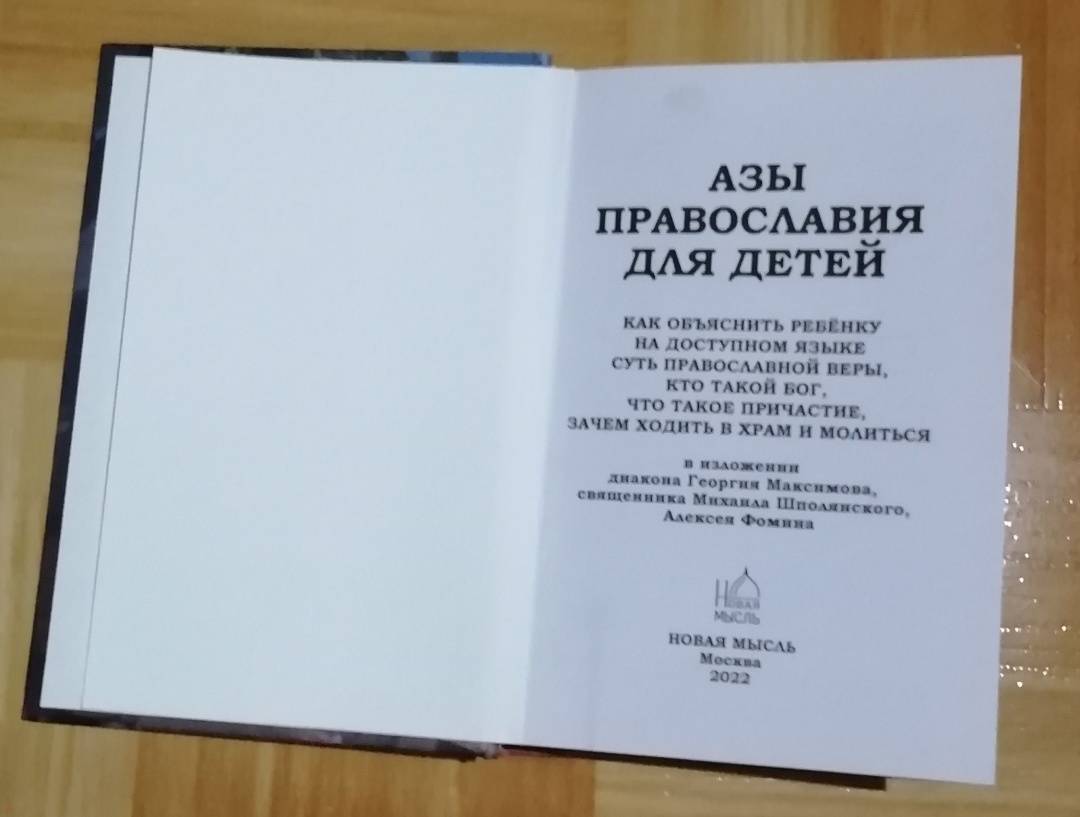 АЗЫ
ПРАВОСЛАВИЯ
ДЛЯ ДЕТЕЙ
КАК ОБЪЯСНИТЬ РЕБЁНКУ
НА ДОСТУПНОМ ЯЗЫКЕ
СУТЬ ПРАВОСЛАВНОЙ ВЕРЫ,
КТО ТАКОЙ БОГ,
ЧТО ТАКОЕ ПРИЧАСТИЕ,
ЗАЧЕМ ХОДИТЬ В ХРАМ И МОЛИТЬСЯ
в изложении
диакона Георгия Максимова,
священника Михаила Шполянского,
Алексея Фомина
НОВАЯ
МЫСЛЬ
НОВАЯ МЫСЛЬ
Москва
2022